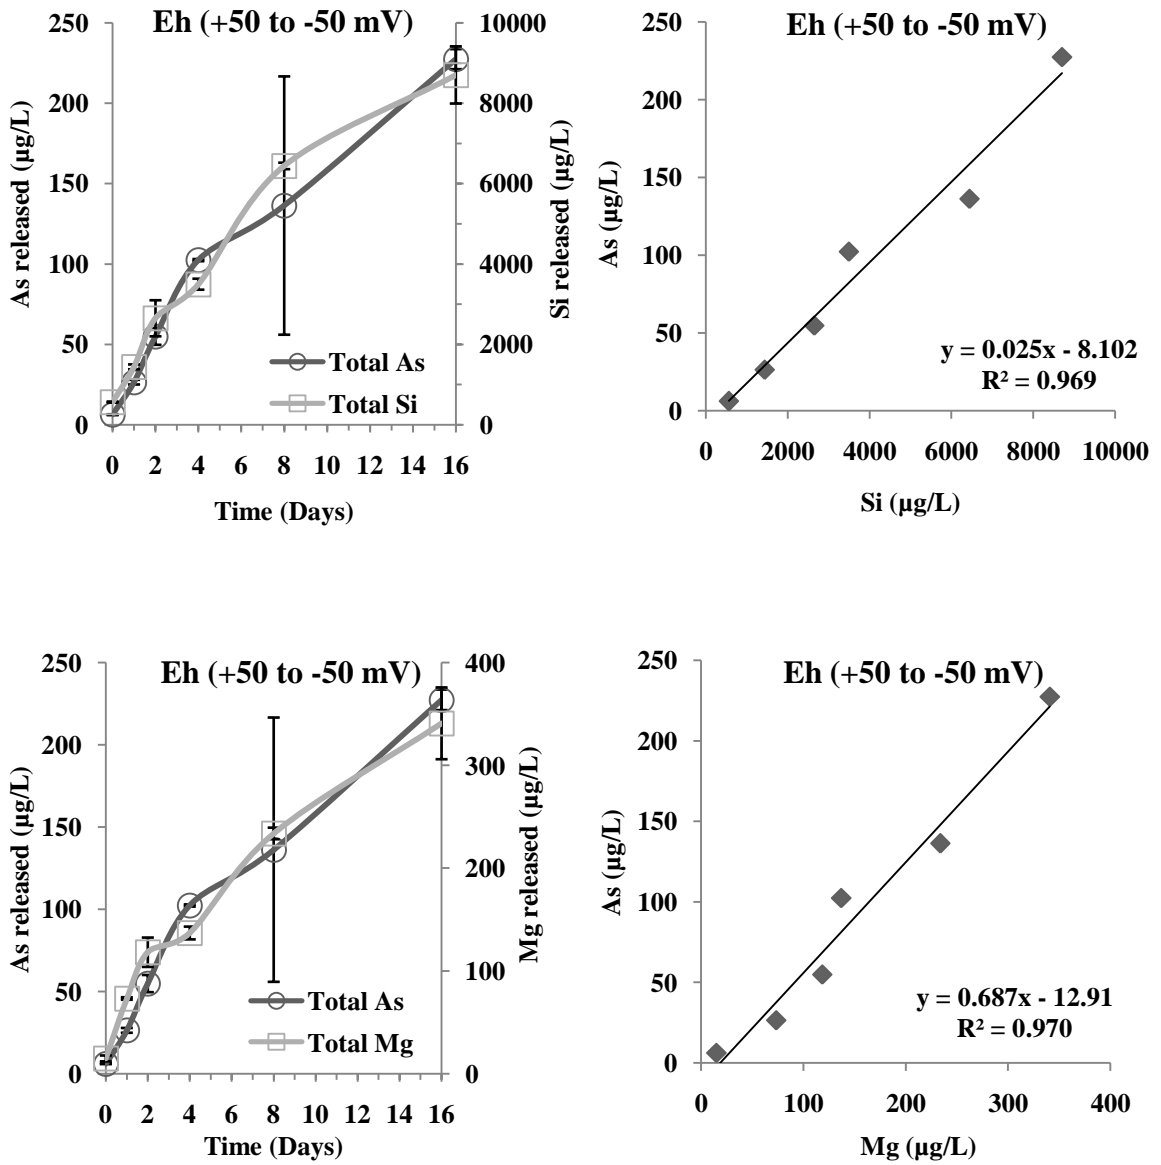 Eh (+50 to -50 mV)
250
200
150
100
50
0
As released (µg/L)
10000
8000
6000
4000
2000
0
Si released (µg/L)
Total As
Total Si
0 2 4 6 8 10 12 14 16
Time (Days)
Eh (+50 to -50 mV)
250
200
150
100
50
0
As (µg/L)
y = 0.025x - 8.102
R² = 0.969
0 2000 4000 6000 8000 10000
Si (µg/L)
Eh (+50 to -50 mV)
250
200
150
100
50
0
As released (µg/L)
400
300
200
100
0
Mg released (µg/L)
Total As
Total Mg
0 2 4 6 8 10 12 14 16
Time (Days)
Eh (+50 to -50 mV)
250
200
150
100
50
0
As (µg/L)
y = 0.687x - 12.91
R² = 0.970
0 100 200 300 400
Mg (µg/L)